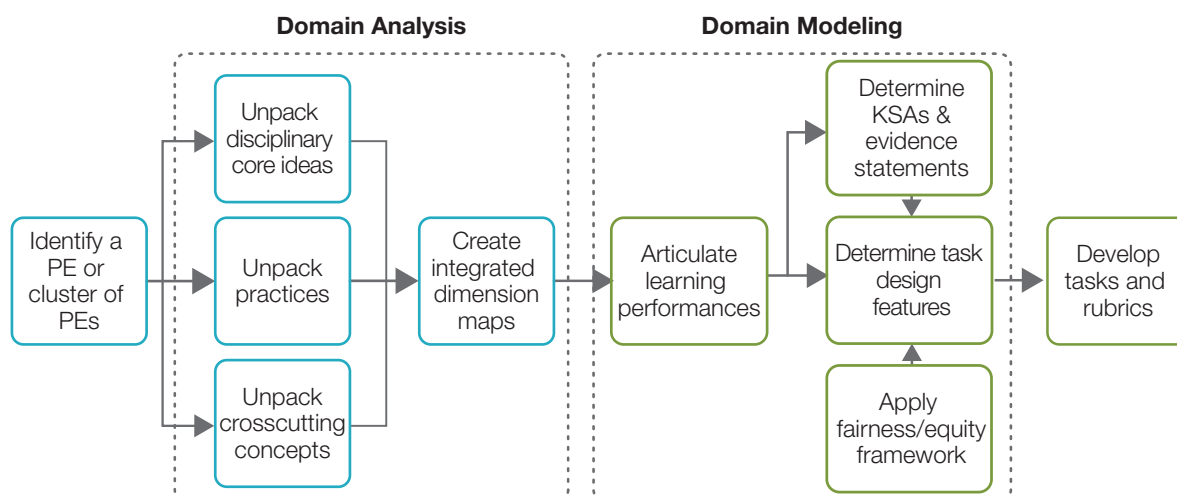 Domain Analysis
Domain Modeling
Identify a
PE or
cluster of
PEs
Unpack
disciplinary
core ideas
Unpack
practices
Unpack
crosscutting
concepts
Create
integrated
dimension
maps
Articulate
learning
performances
Determine
KSAs &
evidence
statements
Determine task
design
features
Apply
fairness/equity
framework
Develop
tasks and
rubrics